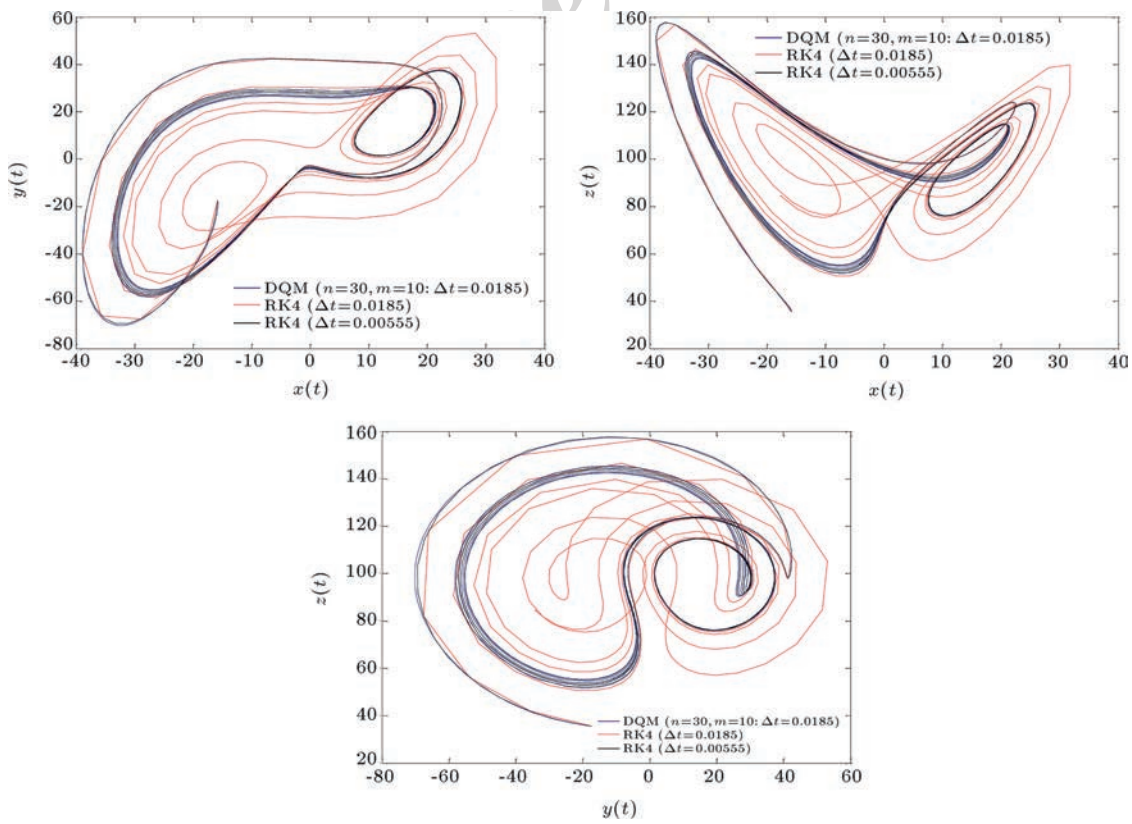 60
40
20
0
-20
-40
-60
-80
y(t)
-40 -30 -20 -10 0 10 20 30 40
x(t)
DQM (n=30, m=10: Δt=0.0185)
RK4 (Δt=0.0185)
RK4 (Δt=0.00555)
160
140
120
100
80
60
40
20
z(t)
-40 -30 -20 -10 0 10 20 30 40
x(t)
DQM (n=30, m=10: Δt=0.0185)
RK4 (Δt=0.0185)
RK4 (Δt=0.00555)
160
140
120
100
80
60
40
20
z(t)
-80 -60 -40 -20 0 20 40 60
y(t)
DQM (n=30, m=10: Δt=0.0185)
RK4 (Δt=0.0185)
RK4 (Δt=0.00555)